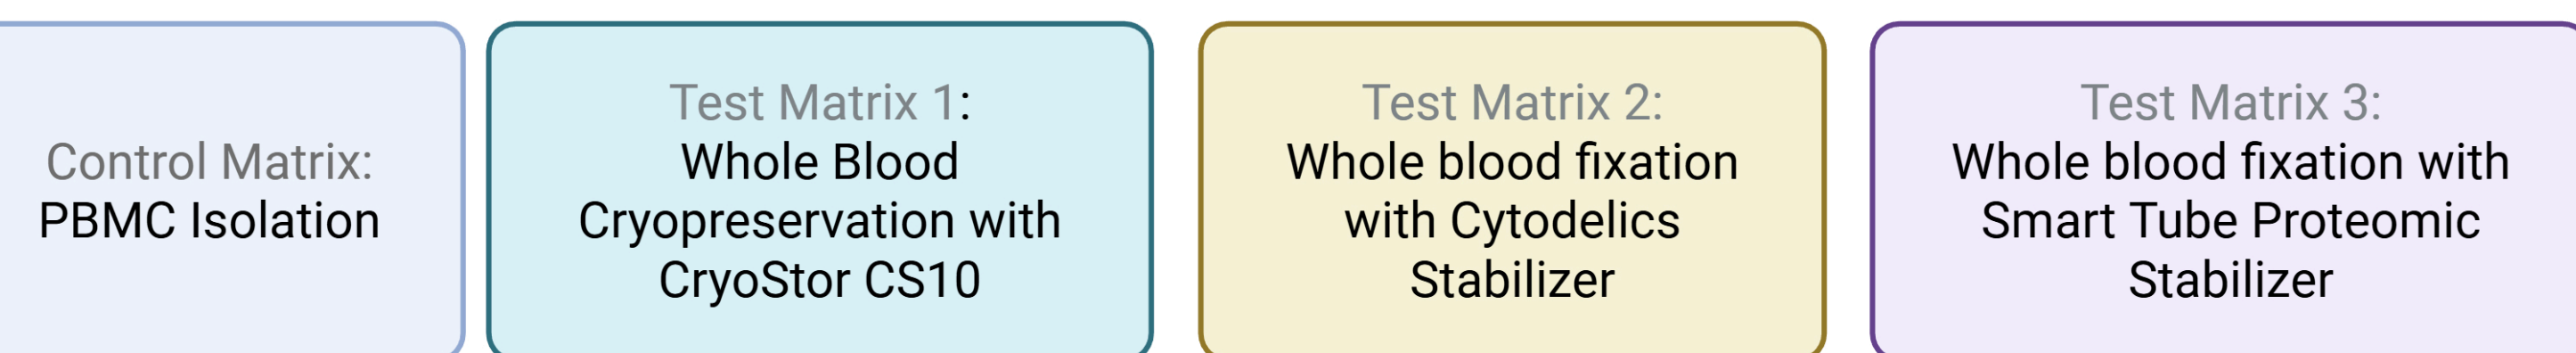 Control Matrix:
PBMC Isolation
Test Matrix 1:
Whole Blood
Cryopreservation with
CryoStor CS10
Test Matrix 2:
Whole blood fixation
with Cytodelics
Stabilizer
Test Matrix 3:
Whole blood fixation with
Smart Tube Proteomic
Stabilizer